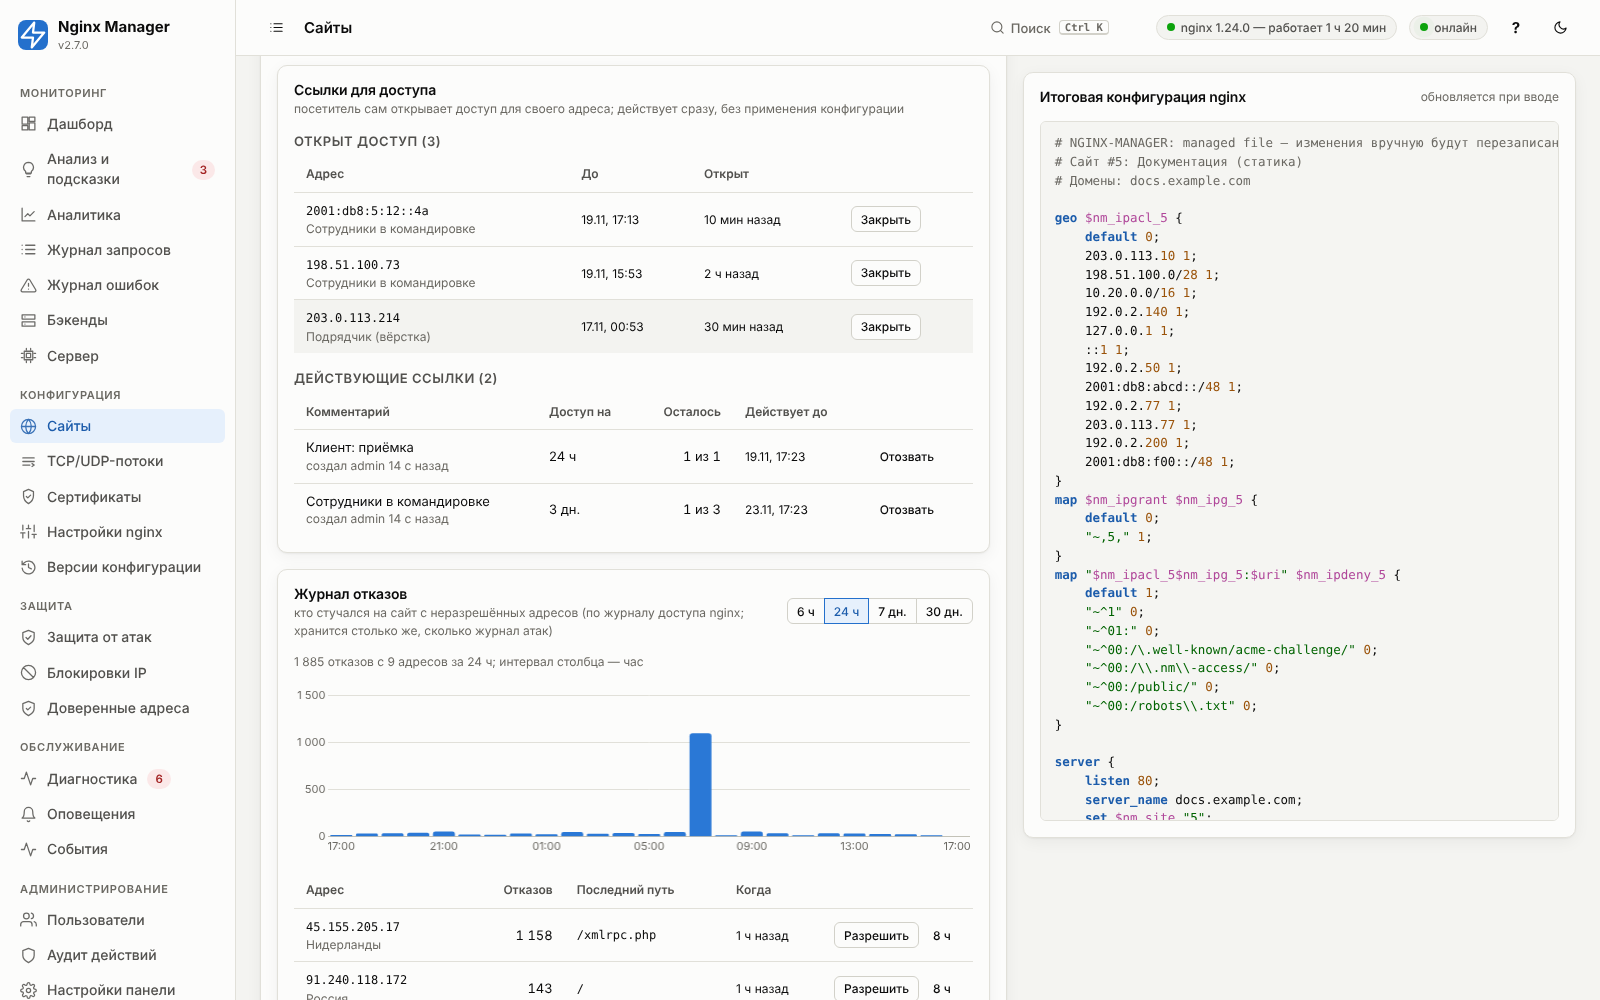 Nginx Manager
v2.7.0
МОНИТОРИНГ
Дашборд
Анализ и
подсказки
3
Аналитика
Журнал запросов
Журнал ошибок
Бэкенды
Сервер
КОНФИГУРАЦИЯ
Сайты
TCP/UDP-потоки
Сертификаты
Настройки nginx
Версии конфигурации
ЗАЩИТА
Защита от атак
Блокировки IP
Доверенные адреса
ОБСЛУЖИВАНИЕ
Диагностика 6
Оповещения
События
АДМИНИСТРИРОВАНИЕ
Пользователи
Аудит действий
Настройки панели
Сайты
Поиск Ctrl K
nginx 1.24.0 — работает 1 ч 20 мин
онлайн
?
Ссылки для доступа
посетитель сам открывает доступ для своего адреса; действует сразу, без применения конфигурации
ОТКРЫТ ДОСТУП (3)
Адрес До Открыт
2001:db8:5:12::4a
Сотрудники в командировке
19.11, 17:13 10 мин назад Закрыть
198.51.100.73
Сотрудники в командировке
19.11, 15:53 2 ч назад Закрыть
203.0.113.214
Подрядчик (вёрстка)
17.11, 00:53 30 мин назад Закрыть
ДЕЙСТВУЮЩИЕ ССЫЛКИ (2)
Комментарий Доступ на Осталось Действует до
Клиент: приёмка
создал admin 14 с назад
24 ч 1 из 1 19.11, 17:23 Отозвать
Сотрудники в командировке
создал admin 14 с назад
3 дн. 1 из 3 23.11, 17:23 Отозвать
Журнал отказов
кто стучался на сайт с неразрешённых адресов (по журналу доступа nginx;
хранится столько же, сколько журнал атак)
6 ч 24 ч 7 дн. 30 дн.
1 885 отказов с 9 адресов за 24 ч; интервал столбца — час
1 500
1 000
500
0
17:00 21:00 01:00 05:00 09:00 13:00 17:00
Адрес Отказов Последний путь Когда
45.155.205.17
Нидерланды
1 158 /xmlrpc.php 1 ч назад Разрешить 8 ч
91.240.118.172
Россия
143 / 1 ч назад Разрешить 8 ч
Итоговая конфигурация nginx
обновляется при вводе
# NGINX-MANAGER: managed file — изменения вручную будут перезаписан
# Сайт #5: Документация (статика)
# Домены: docs.example.com
geo $nm_ipacl_5 {
default 0;
203.0.113.10 1;
198.51.100.0/28 1;
10.20.0.0/16 1;
192.0.2.140 1;
127.0.0.1 1;
::1 1;
192.0.2.50 1;
2001:db8:abcd::/48 1;
192.0.2.77 1;
203.0.113.77 1;
192.0.2.200 1;
2001:db8:f00::/48 1;
}
map $nm_ipgrant $nm_ipg_5 {
default 0;
"~,5," 1;
}
map "$nm_ipacl_5$nm_ipg_5:$uri" $nm_ipdeny_5 {
default 1;
"~^1" 0;
"~^01:" 0;
"~^00:/\.well-known/acme-challenge/" 0;
"~^00:/\\.nm\\-access/" 0;
"~^00:/public/" 0;
"~^00:/robots\\.txt" 0;
}
server {
listen 80;
server_name docs.example.com;
set $nm_site "5";